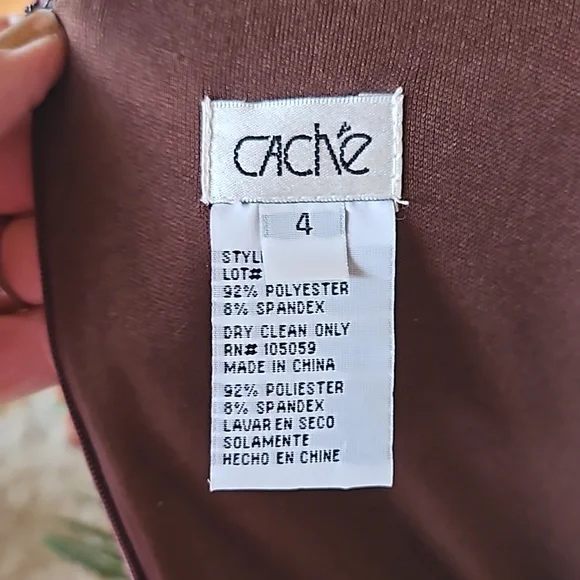 Caché
4
STYL
LOT#
92% POLYESTER
8% SPANDEX
DRY CLEAN ONLY
RN# 105059
MADE IN CHINA
92% POLIESTER
8% SPANDEX
LAVAR EN SECO
SOLAMENTE
HECHO EN CHINE